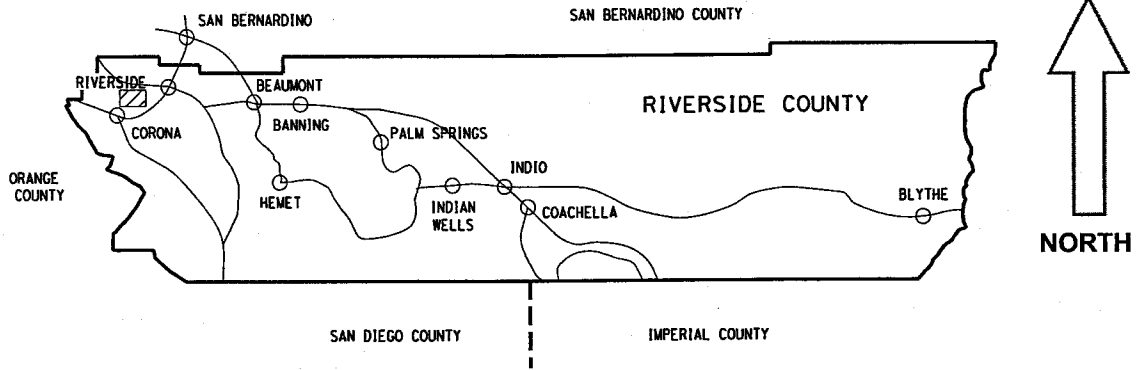 SAN BERNARDINO COUNTY
SAN BERNARDINO
RIVERSIDE
BEAUMONT
RIVERSIDE COUNTY
CORONA
BANNING
PALM SPRINGS
ORANGE
COUNTY
INDIO
HEMET
INDIAN
WELLS
COACHELLA
BLYTHE
NORTH
SAN DIEGO COUNTY
IMPERIAL COUNTY